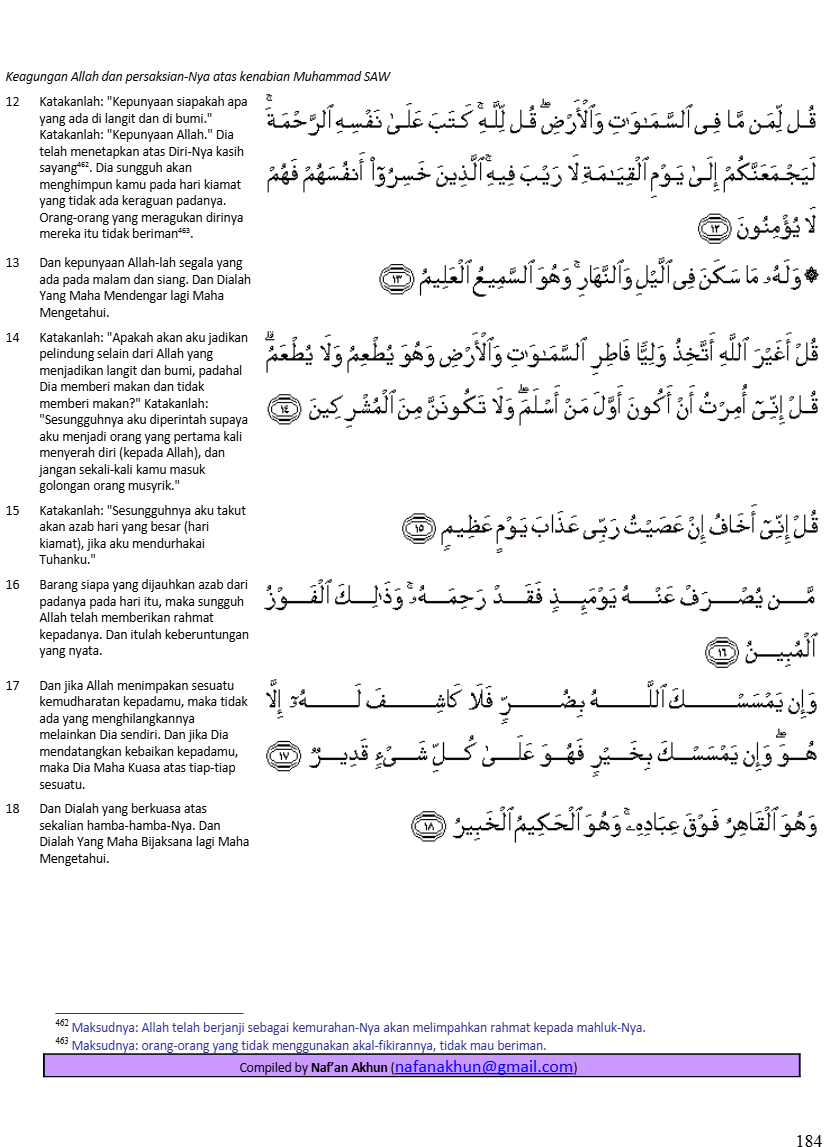 Keagungan Allah dan persaksian-Nya atas kenabian Muhammad SAW
12 Katakanlah: "Kepunyaan siapakah apa
yang ada di langit dan di bumi."
Katakanlah: "Kepunyaan Allah." Dia
telah menetapkan atas Diri-Nya kasih
sayang462. Dia sungguh akan
menghimpun kamu pada hari kiamat
yang tidak ada keraguan padanya.
Orang-orang yang meragukan dirinya
mereka itu tidak beriman463.
قُل لِّمَن مَّا فِى ٱلسَّمَـٰوَٰتِ وَٱلْأَرْضِ ۖ قُل لِّلَّهِ ۚ كَتَبَ عَلَىٰ نَفْسِهِ ٱلرَّحْمَةَ ۚ
لَيَجْمَعَنَّكُمْ إِلَىٰ يَوْمِ ٱلْقِيَـٰمَةِ لَا رَيْبَ فِيهِ ۚ ٱلَّذِينَ خَسِرُوٓا۟ أَنفُسَهُمْ فَهُمْ
لَا يُؤْمِنُونَ ١٢
13 Dan kepunyaan Allah-lah segala yang
ada pada malam dan siang. Dan Dialah
Yang Maha Mendengar lagi Maha
Mengetahui.
۞ وَلَهُۥ مَا سَكَنَ فِى ٱلَّيْلِ وَٱلنَّهَارِ ۚ وَهُوَ ٱلسَّمِيعُ ٱلْعَلِيمُ ١٣
14 Katakanlah: "Apakah akan aku jadikan
pelindung selain dari Allah yang
menjadikan langit dan bumi, padahal
Dia memberi makan dan tidak
memberi makan?" Katakanlah:
"Sesungguhnya aku diperintah supaya
aku menjadi orang yang pertama kali
menyerah diri (kepada Allah), dan
jangan sekali-kali kamu masuk
golongan orang musyrik."
قُلْ أَغَيْرَ ٱللَّهِ أَتَّخِذُ وَلِيًّا فَاطِرِ ٱلسَّمَـٰوَٰتِ وَٱلْأَرْضِ وَهُوَ يُطْعِمُ وَلَا يُطْعَمُ ۗ
قُلْ إِنِّىٓ أُمِرْتُ أَنْ أَكُونَ أَوَّلَ مَنْ أَسْلَمَ ۖ وَلَا تَكُونَنَّ مِنَ ٱلْمُشْرِكِينَ ١٤
15 Katakanlah: "Sesungguhnya aku takut
akan azab hari yang besar (hari
kiamat), jika aku mendurhakai
Tuhanku."
قُلْ إِنِّىٓ أَخَافُ إِنْ عَصَيْتُ رَبِّى عَذَابَ يَوْمٍ عَظِيمٍ ١٥
16 Barang siapa yang dijauhkan azab dari
padanya pada hari itu, maka sungguh
Allah telah memberikan rahmat
kepadanya. Dan itulah keberuntungan
yang nyata.
مَّن يُصْرَفْ عَنْهُ يَوْمَئِذٍ فَقَدْ رَحِمَهُۥ ۚ وَذَٰلِكَ ٱلْفَوْزُ
ٱلْمُبِينُ ١٦
17 Dan jika Allah menimpakan sesuatu
kemudharatan kepadamu, maka tidak
ada yang menghilangkannya
melainkan Dia sendiri. Dan jika Dia
mendatangkan kebaikan kepadamu,
maka Dia Maha Kuasa atas tiap-tiap
sesuatu.
وَإِن يَمْسَسْكَ ٱللَّهُ بِضُرٍّ فَلَا كَاشِفَ لَهُۥٓ إِلَّا
هُوَ ۖ وَإِن يَمْسَسْكَ بِخَيْرٍ فَهُوَ عَلَىٰ كُلِّ شَىْءٍ قَدِيرٌ ١٧
18 Dan Dialah yang berkuasa atas
sekalian hamba-hamba-Nya. Dan
Dialah Yang Maha Bijaksana lagi Maha
Mengetahui.
وَهُوَ ٱلْقَاهِرُ فَوْقَ عِبَادِهِۦ ۚ وَهُوَ ٱلْحَكِيمُ ٱلْخَبِيرُ ١٨
462 Maksudnya: Allah telah berjanji sebagai kemurahan-Nya akan melimpahkan rahmat kepada mahluk-Nya.
463 Maksudnya: orang-orang yang tidak menggunakan akal-fikirannya, tidak mau beriman.
Compiled by Naf’an Akhun (nafanakhun@gmail.com)
184